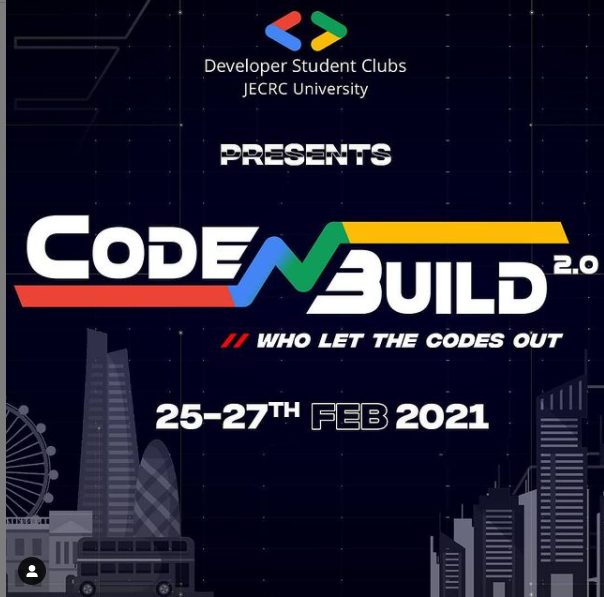 Developer Student Clubs
JECRC University
PRESENTS
CODE N BUILD 2.0
// WHO LET THE CODES OUT
25-27TH FEB 2021